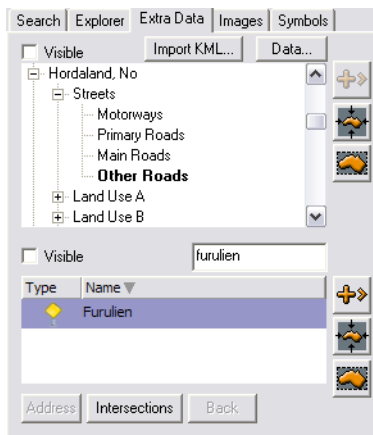 Search Explorer Extra Data Images Symbols
Visible Import KML... Data...
Hordaland, No
Streets
Motorways
Primary Roads
Main Roads
Other Roads
Land Use A
Land Use B
Visible furulien
Type Name
Furulien
Address Intersections Back